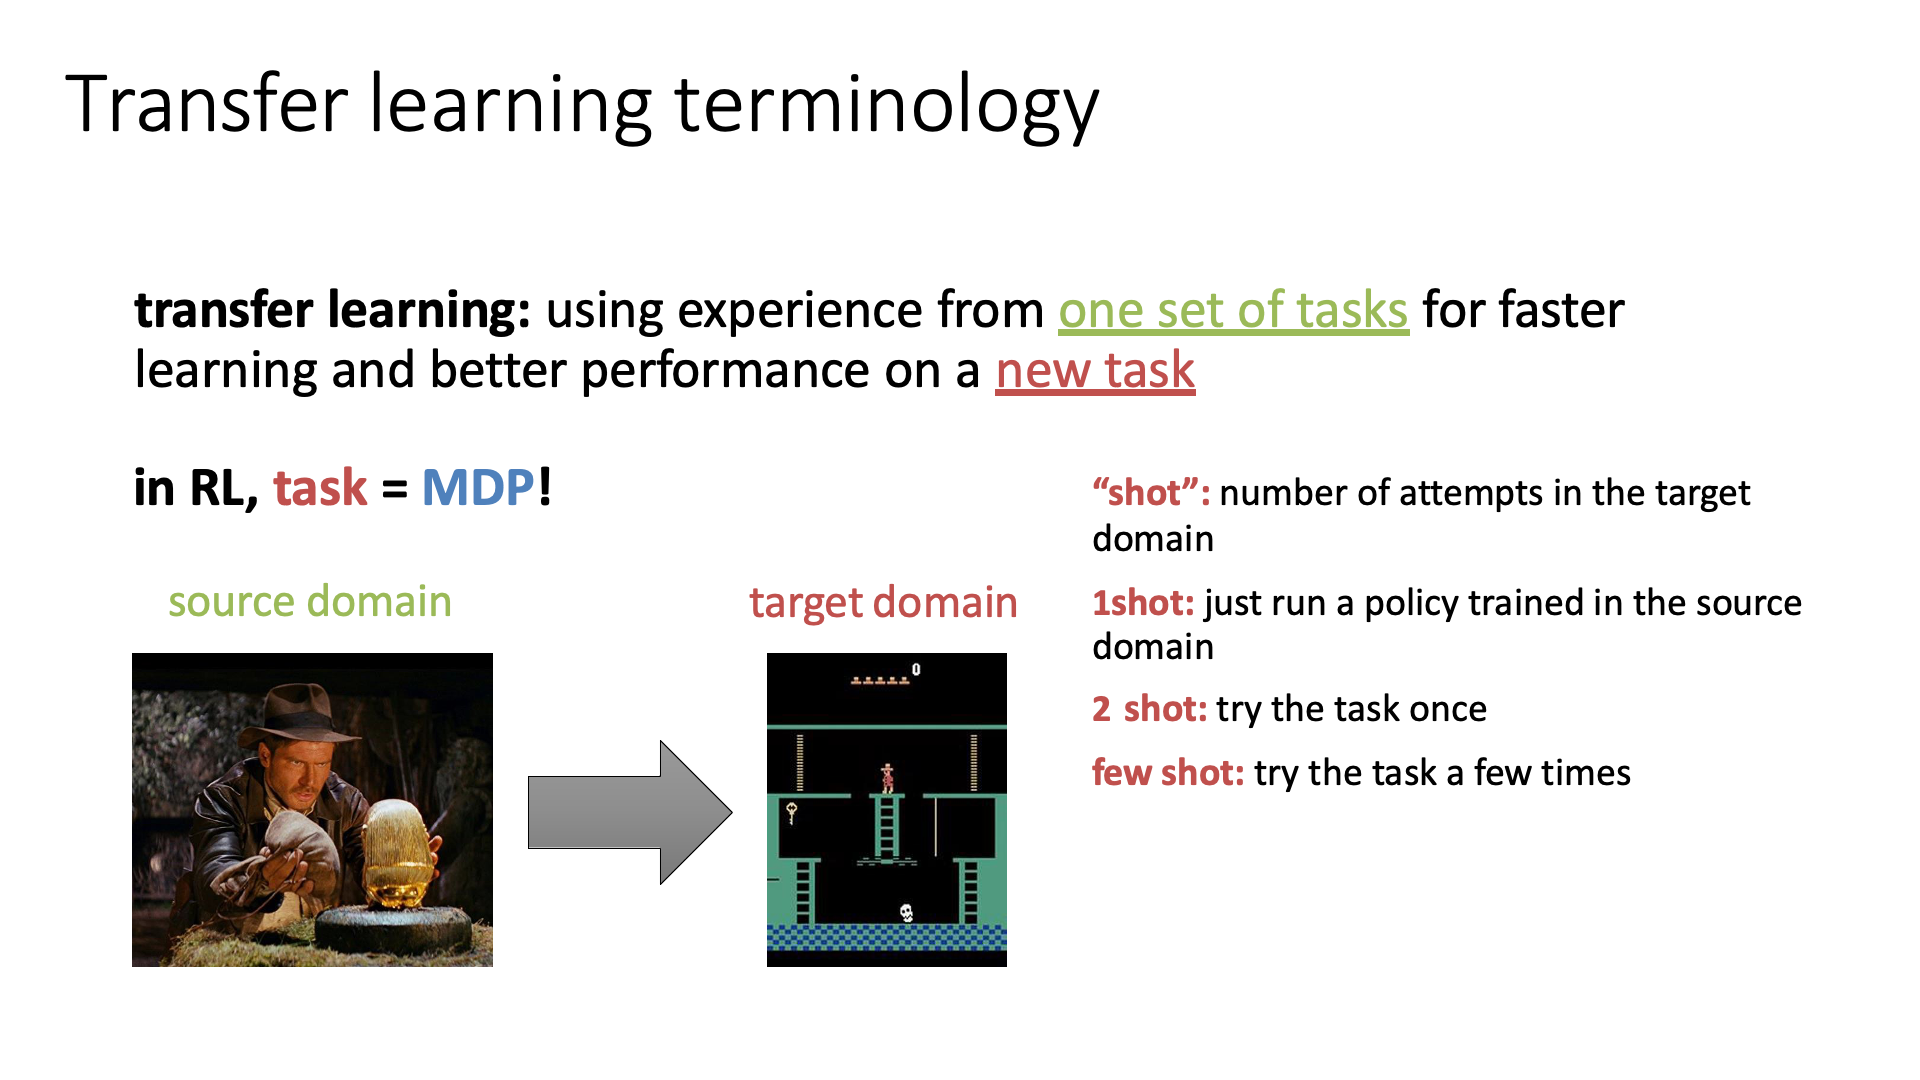 Transfer learning terminology
transfer learning: using experience from one set of tasks for faster
learning and better performance on a new task
in RL, task = MDP!
source domain
target domain
0
“shot”: number of attempts in the target
domain
1shot: just run a policy trained in the source
domain
2 shot: try the task once
few shot: try the task a few times